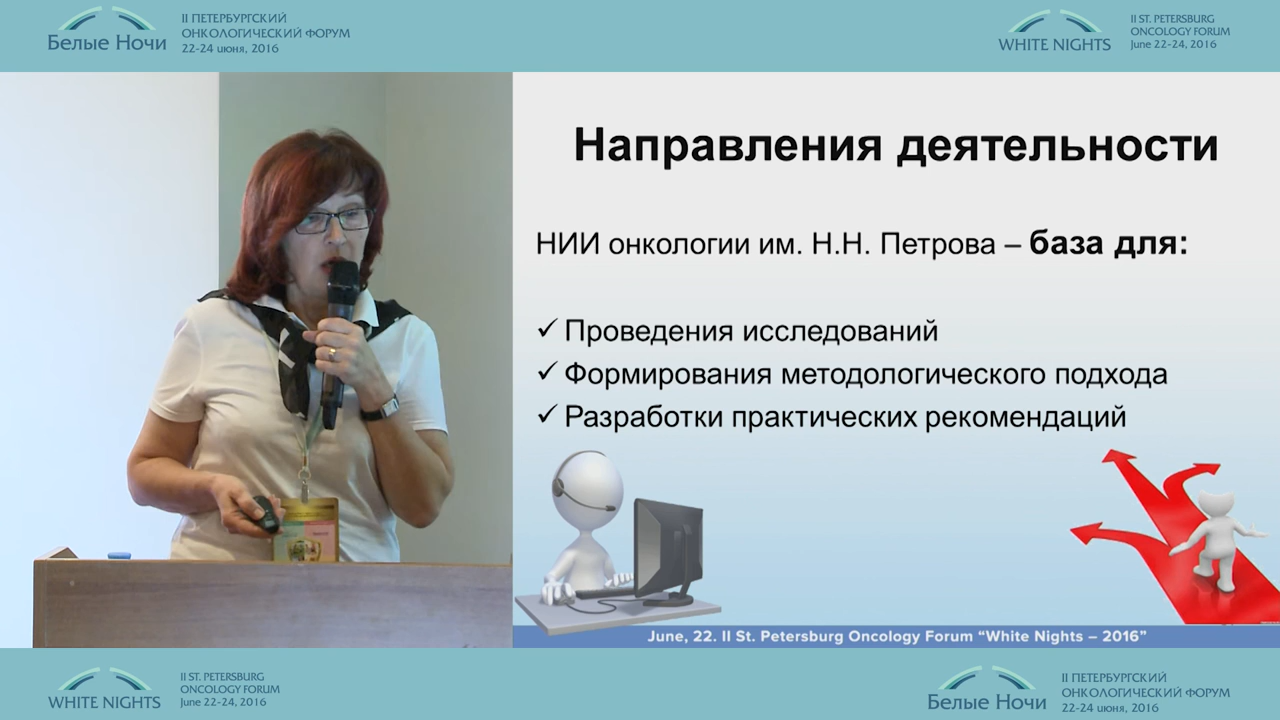 Белые Ночи
II ПЕТЕРБУРГСКИЙ
ОНКОЛОГИЧЕСКИЙ ФОРУМ
22-24 июня, 2016
WHITE NIGHTS
II ST. PETERSBURG
ONCOLOGY FORUM
June 22-24, 2016
Направления деятельности
НИИ онкологии им. Н.Н. Петрова – база для:
✓ Проведения исследований
✓ Формирования методологического подхода
✓ Разработки практических рекомендаций
June, 22. II St. Petersburg Oncology Forum “White Nights – 2016”
WHITE NIGHTS
II ST. PETERSBURG
ONCOLOGY FORUM
June 22-24, 2016
Белые Ночи
II ПЕТЕРБУРГСКИЙ
ОНКОЛОГИЧЕСКИЙ ФОРУМ
22-24 июня, 2016